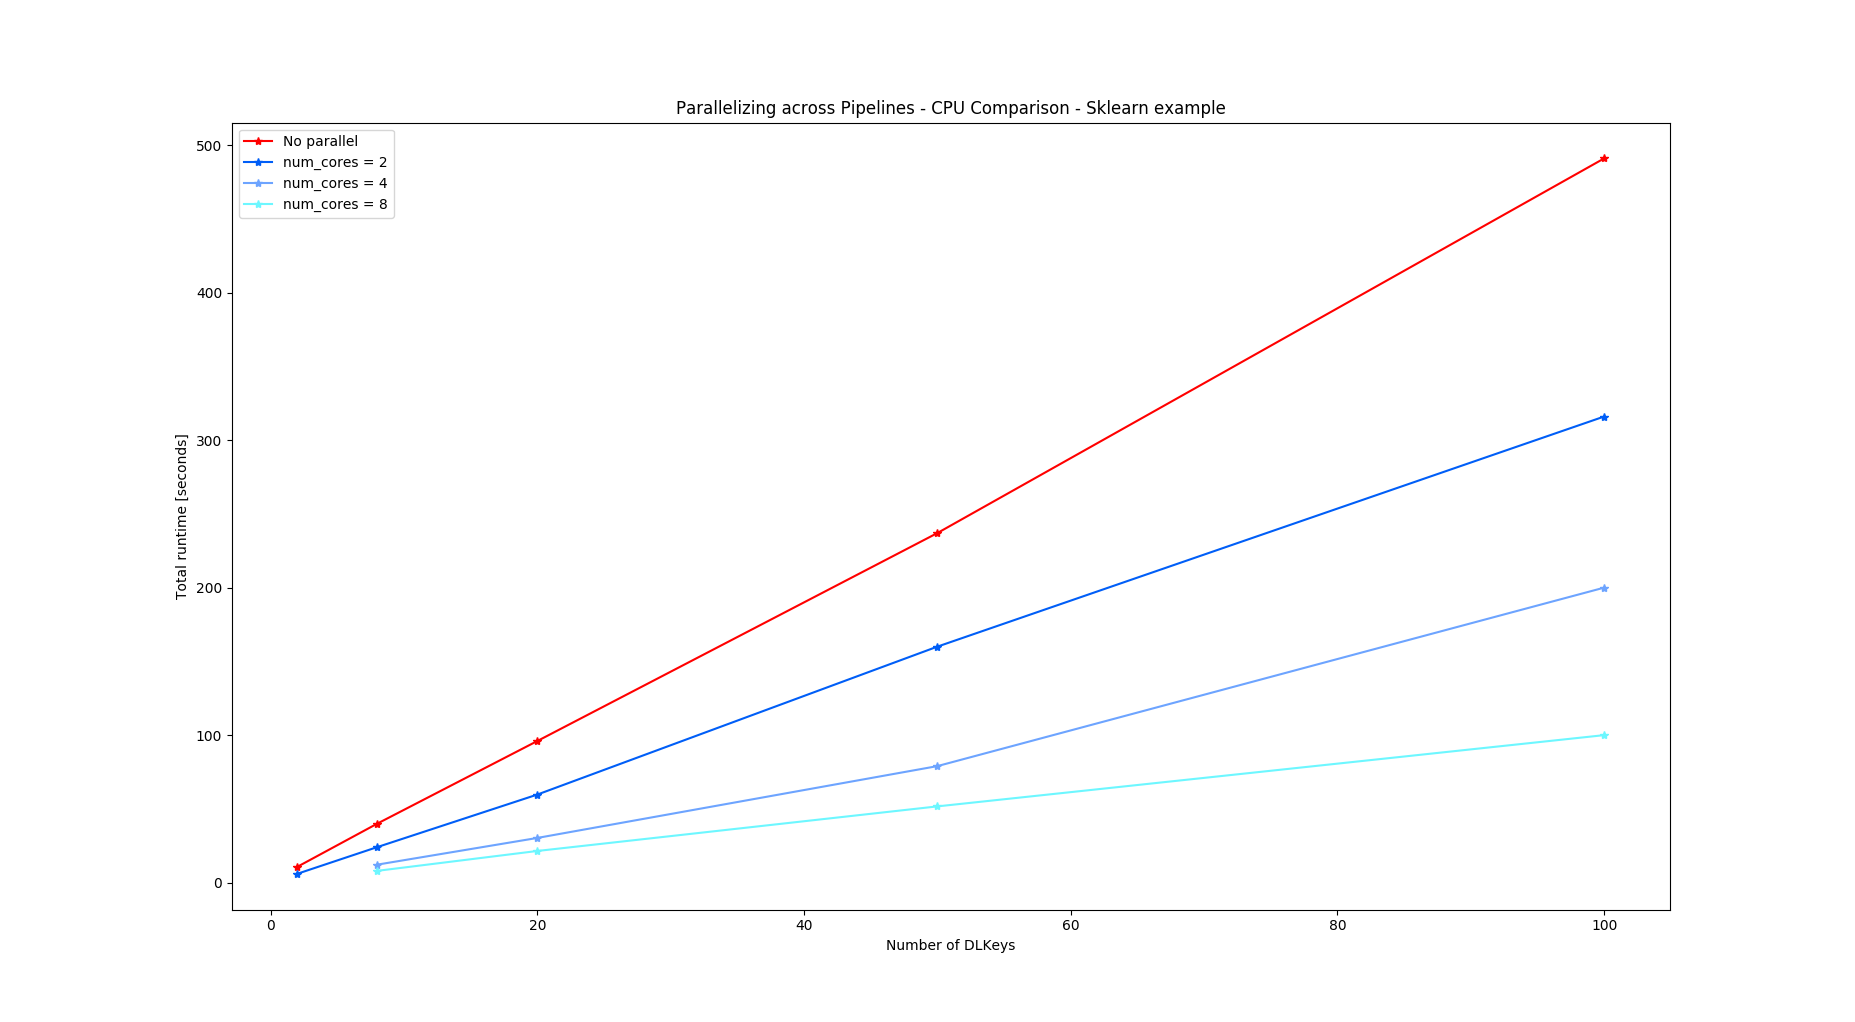 Parallelizing across Pipelines - CPU Comparison - Sklearn example
No parallel
num_cores = 2
num_cores = 4
num_cores = 8
500
400
300
200
100
0
Total runtime [seconds]
0 20 40 60 80 100
Number of DLKeys